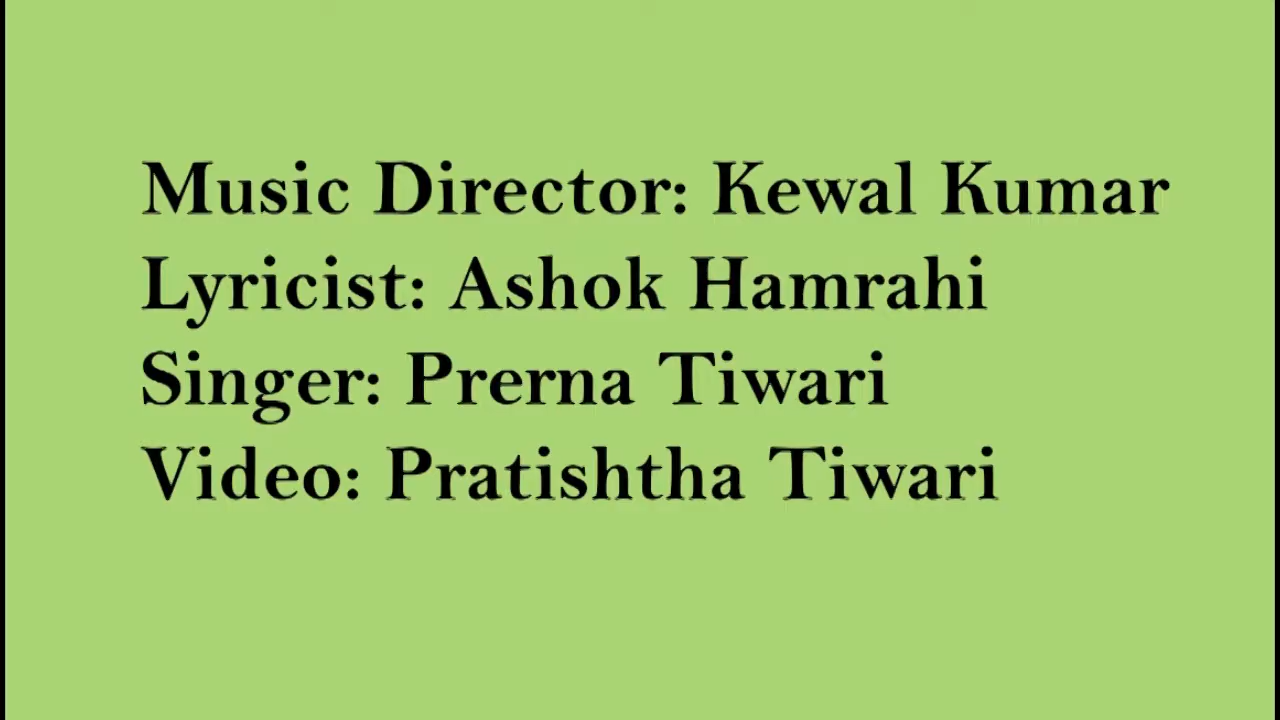 Music Director: Kewal Kumar
Lyricist: Ashok Hamrahi
Singer: Prerna Tiwari
Video: Pratishtha Tiwari